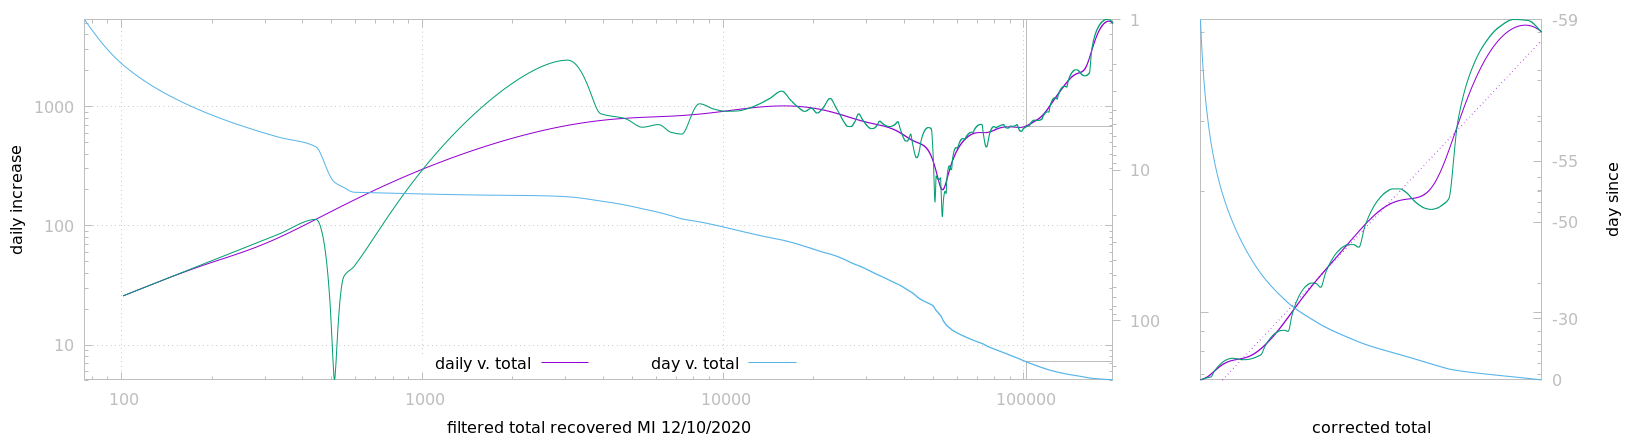 1 -59
1000
daily increase
10 -55
day since
100 -50
100 -30
10
daily v. total day v. total
0
100 1000 10000 100000
filtered total recovered MI 12/10/2020 corrected total